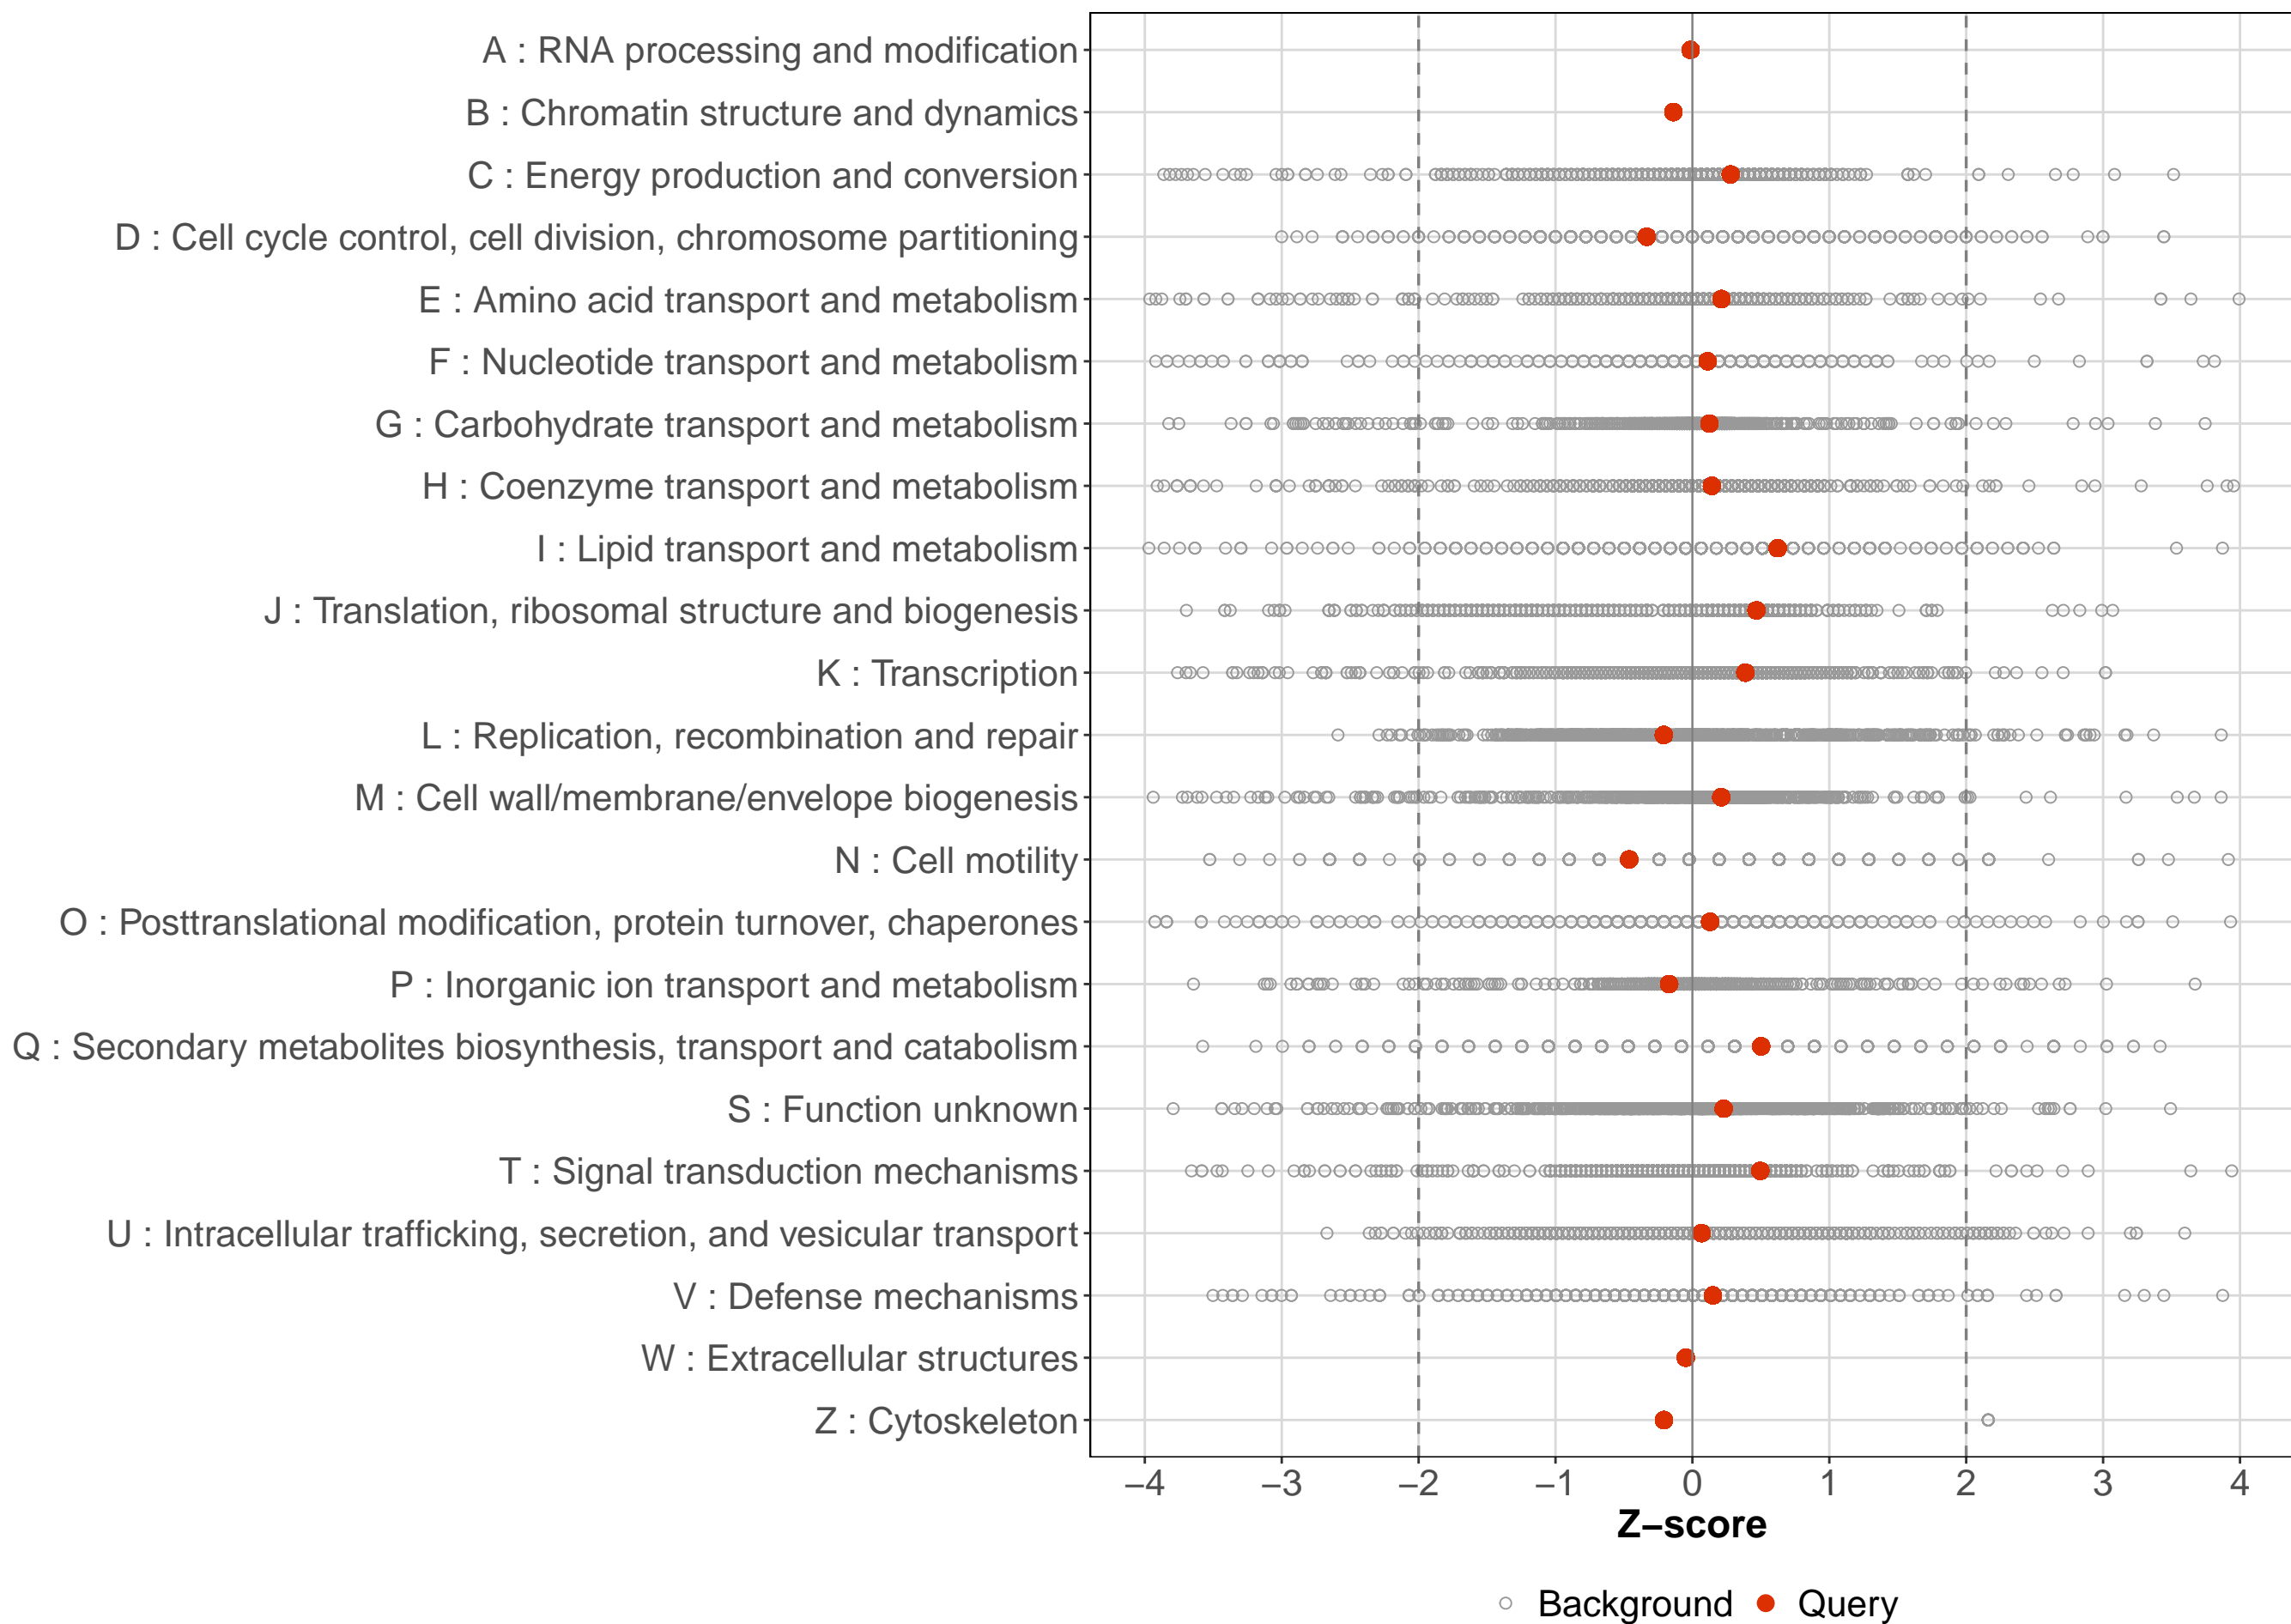 A : RNA processing and modification
B : Chromatin structure and dynamics
C : Energy production and conversion
D : Cell cycle control, cell division, chromosome partitioning
E : Amino acid transport and metabolism
F : Nucleotide transport and metabolism
G : Carbohydrate transport and metabolism
H : Coenzyme transport and metabolism
I : Lipid transport and metabolism
J : Translation, ribosomal structure and biogenesis
K : Transcription
L : Replication, recombination and repair
M : Cell wall/membrane/envelope biogenesis
N : Cell motility
O : Posttranslational modification, protein turnover, chaperones
P : Inorganic ion transport and metabolism
Q : Secondary metabolites biosynthesis, transport and catabolism
S : Function unknown
T : Signal transduction mechanisms
U : Intracellular trafficking, secretion, and vesicular transport
V : Defense mechanisms
W : Extracellular structures
Z : Cytoskeleton
−4 −3 −2 −1 0 1 2 3 4
Z−score
Background Query